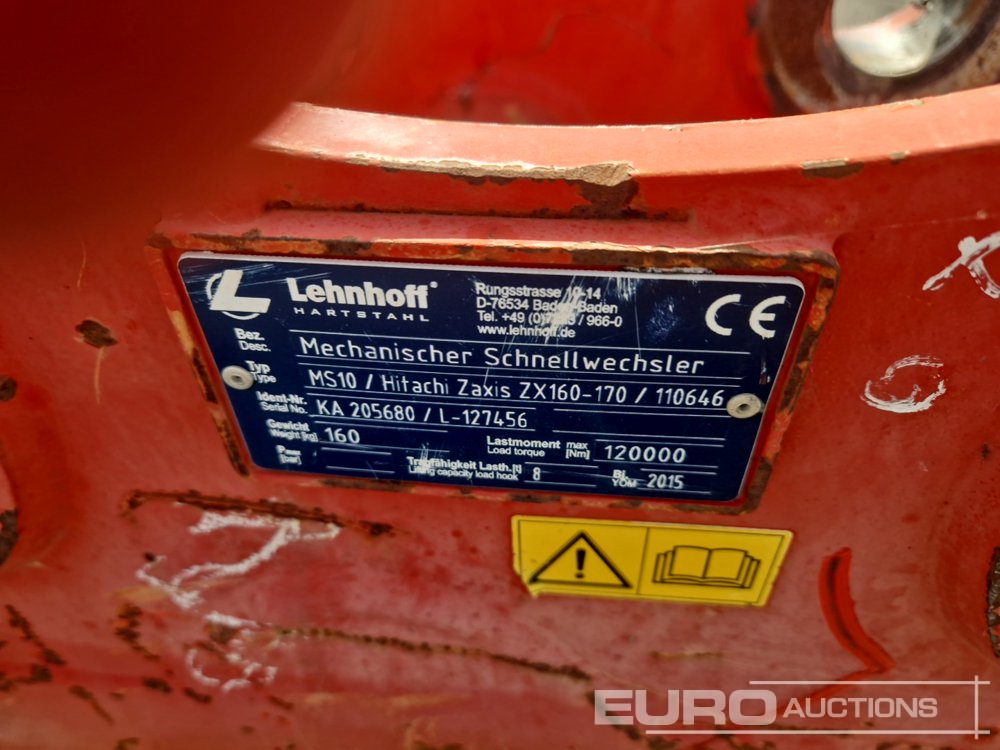 Lehnhoff®
HARTSTAHL
Rungsstrasse 10-14
D-76534 Baden-Baden
Tel. +49 (0) / 966-0
www.lehnhoff.de
CE
Bez.
Desc.
Mechanischer Schnellwechsler
Typ
Type
MS10 / Hitachi Zaxis ZX160-170 / 110646
Ident-Nr.
Serial No.
KA 205680 / L-127456
Gewicht
Weight [kg]
160
Lastmoment max
Load torque [Nm]
120000
Pmax
[bar]
Tragfähigkeit Lasth.[t]
Lifting capacity load hook
8
Bj.
YOM
2015
EURO AUCTIONS